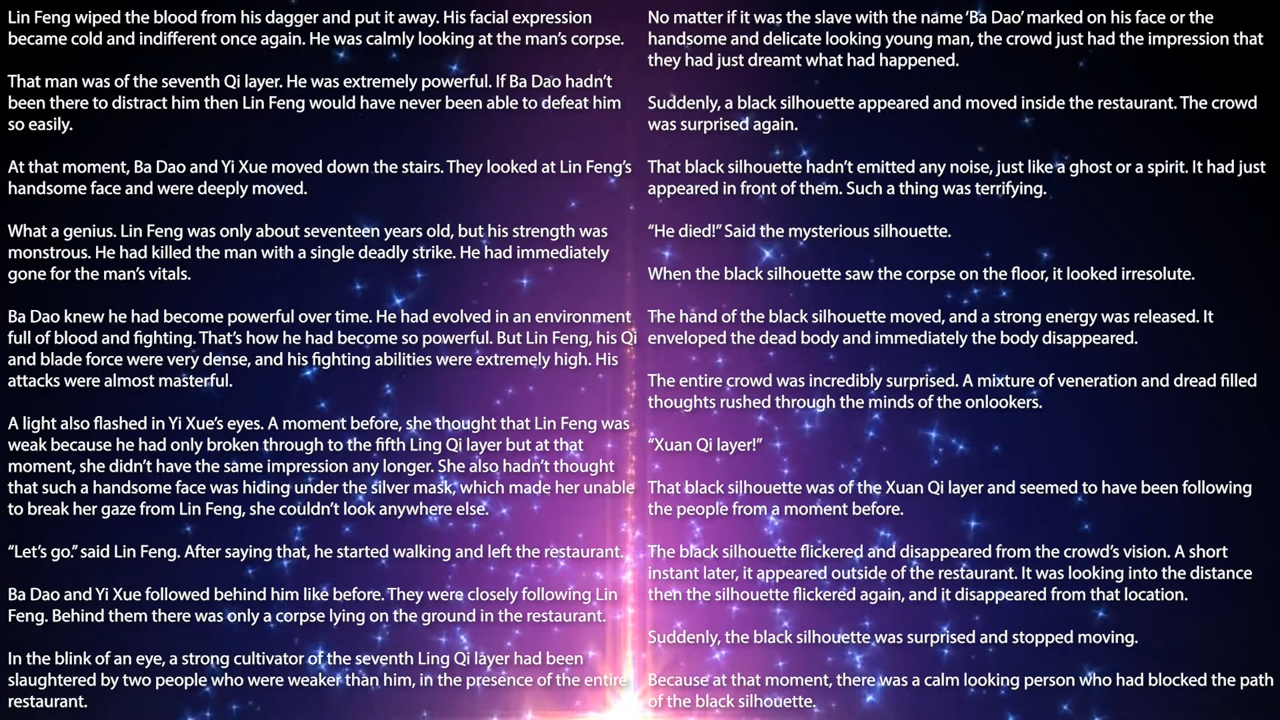 Lin Feng wiped the blood from his dagger and put it away. His facial expression
became cold and indifferent once again. He was calmly looking at the man’s corpse.
That man was of the seventh Qi layer. He was extremely powerful. If Ba Dao hadn’t
been there to distract him then Lin Feng would have never been able to defeat him
so easily.
At that moment, Ba Dao and Yi Xue moved down the stairs. They looked at Lin Feng’s
handsome face and were deeply moved.
What a genius. Lin Feng was only about seventeen years old, but his strength was
monstrous. He had killed the man with a single deadly strike. He had immediately
gone for the man’s vitals.
Ba Dao knew he had become powerful over time. He had evolved in an environment
full of blood and fighting. That’s how he had become so powerful. But Lin Feng, his Qi
and blade force were very dense, and his fighting abilities were extremely high. His
attacks were almost masterful.
A light also flashed in Yi Xue’s eyes. A moment before, she thought that Lin Feng was
weak because he had only broken through to the fifth Ling Qi layer but at that
moment, she didn’t have the same impression any longer. She also hadn’t thought
that such a handsome face was hiding under the silver mask, which made her unable
to break her gaze from Lin Feng, she couldn’t look anywhere else.
“Let’s go.” said Lin Feng. After saying that, he started walking and left the restaurant.
Ba Dao and Yi Xue followed behind him like before. They were closely following Lin
Feng. Behind them there was only a corpse lying on the ground in the restaurant.
In the blink of an eye, a strong cultivator of the seventh Ling Qi layer had been
slaughtered by two people who were weaker than him, in the presence of the entire
restaurant.
No matter if it was the slave with the name ‘Ba Dao’ marked on his face or the
handsome and delicate looking young man, the crowd just had the impression that
they had just dreamt what had happened.
Suddenly, a black silhouette appeared and moved inside the restaurant. The crowd
was surprised again.
That black silhouette hadn’t emitted any noise, just like a ghost or a spirit. It had just
appeared in front of them. Such a thing was terrifying.
“He died!” Said the mysterious silhouette.
When the black silhouette saw the corpse on the floor, it looked irresolute.
The hand of the black silhouette moved, and a strong energy was released. It
enveloped the dead body and immediately the body disappeared.
The entire crowd was incredibly surprised. A mixture of veneration and dread filled
thoughts rushed through the minds of the onlookers.
“Xuan Qi layer!”
That black silhouette was of the Xuan Qi layer and seemed to have been following
the people from a moment before.
The black silhouette flickered and disappeared from the crowd’s vision. A short
instant later, it appeared outside of the restaurant. It was looking into the distance
then the silhouette flickered again, and it disappeared from that location.
Suddenly, the black silhouette was surprised and stopped moving.
Because at that moment, there was a calm looking person who had blocked the path
of the black silhouette.